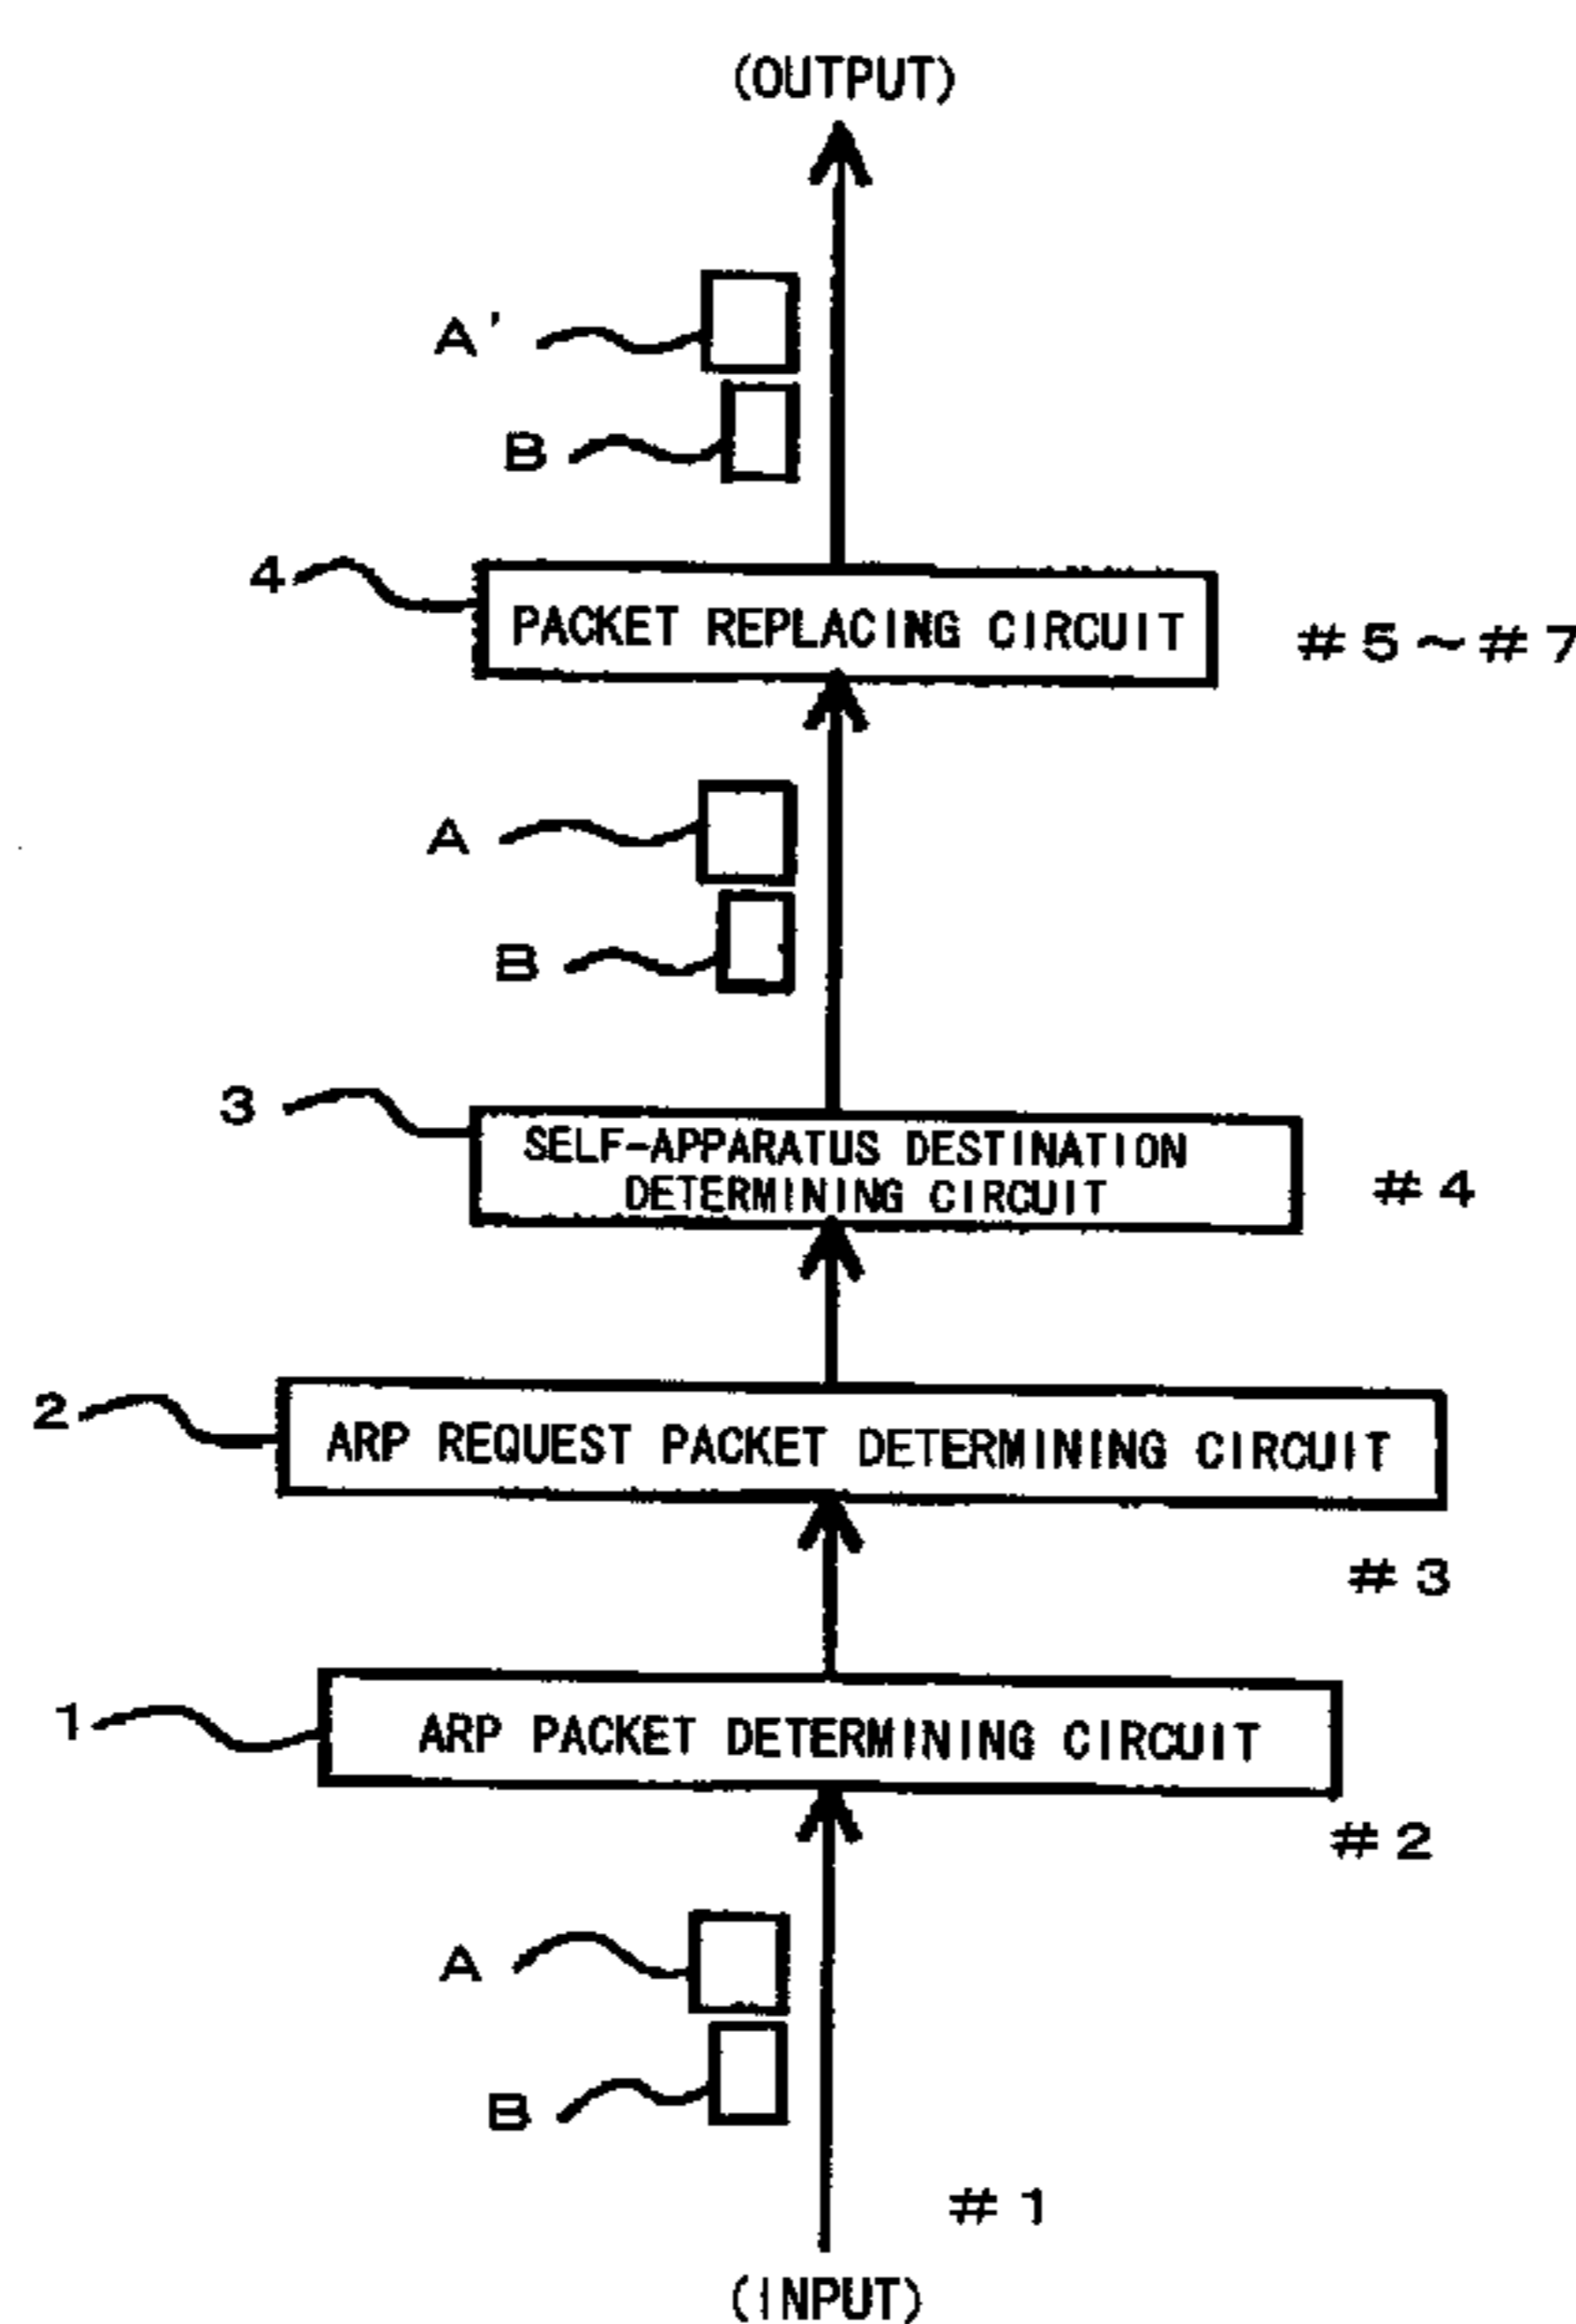 (OUTPUT)
A'
B
4
PACKET REPLACING CIRCUIT
#5~#7
A
B
3
SELF-APPARATUS DESTINATION
DETERMINING CIRCUIT
#4
2
ARP REQUEST PACKET DETERMINING CIRCUIT
#3
1
ARP PACKET DETERMINING CIRCUIT
#2
A
B
#1
(INPUT)